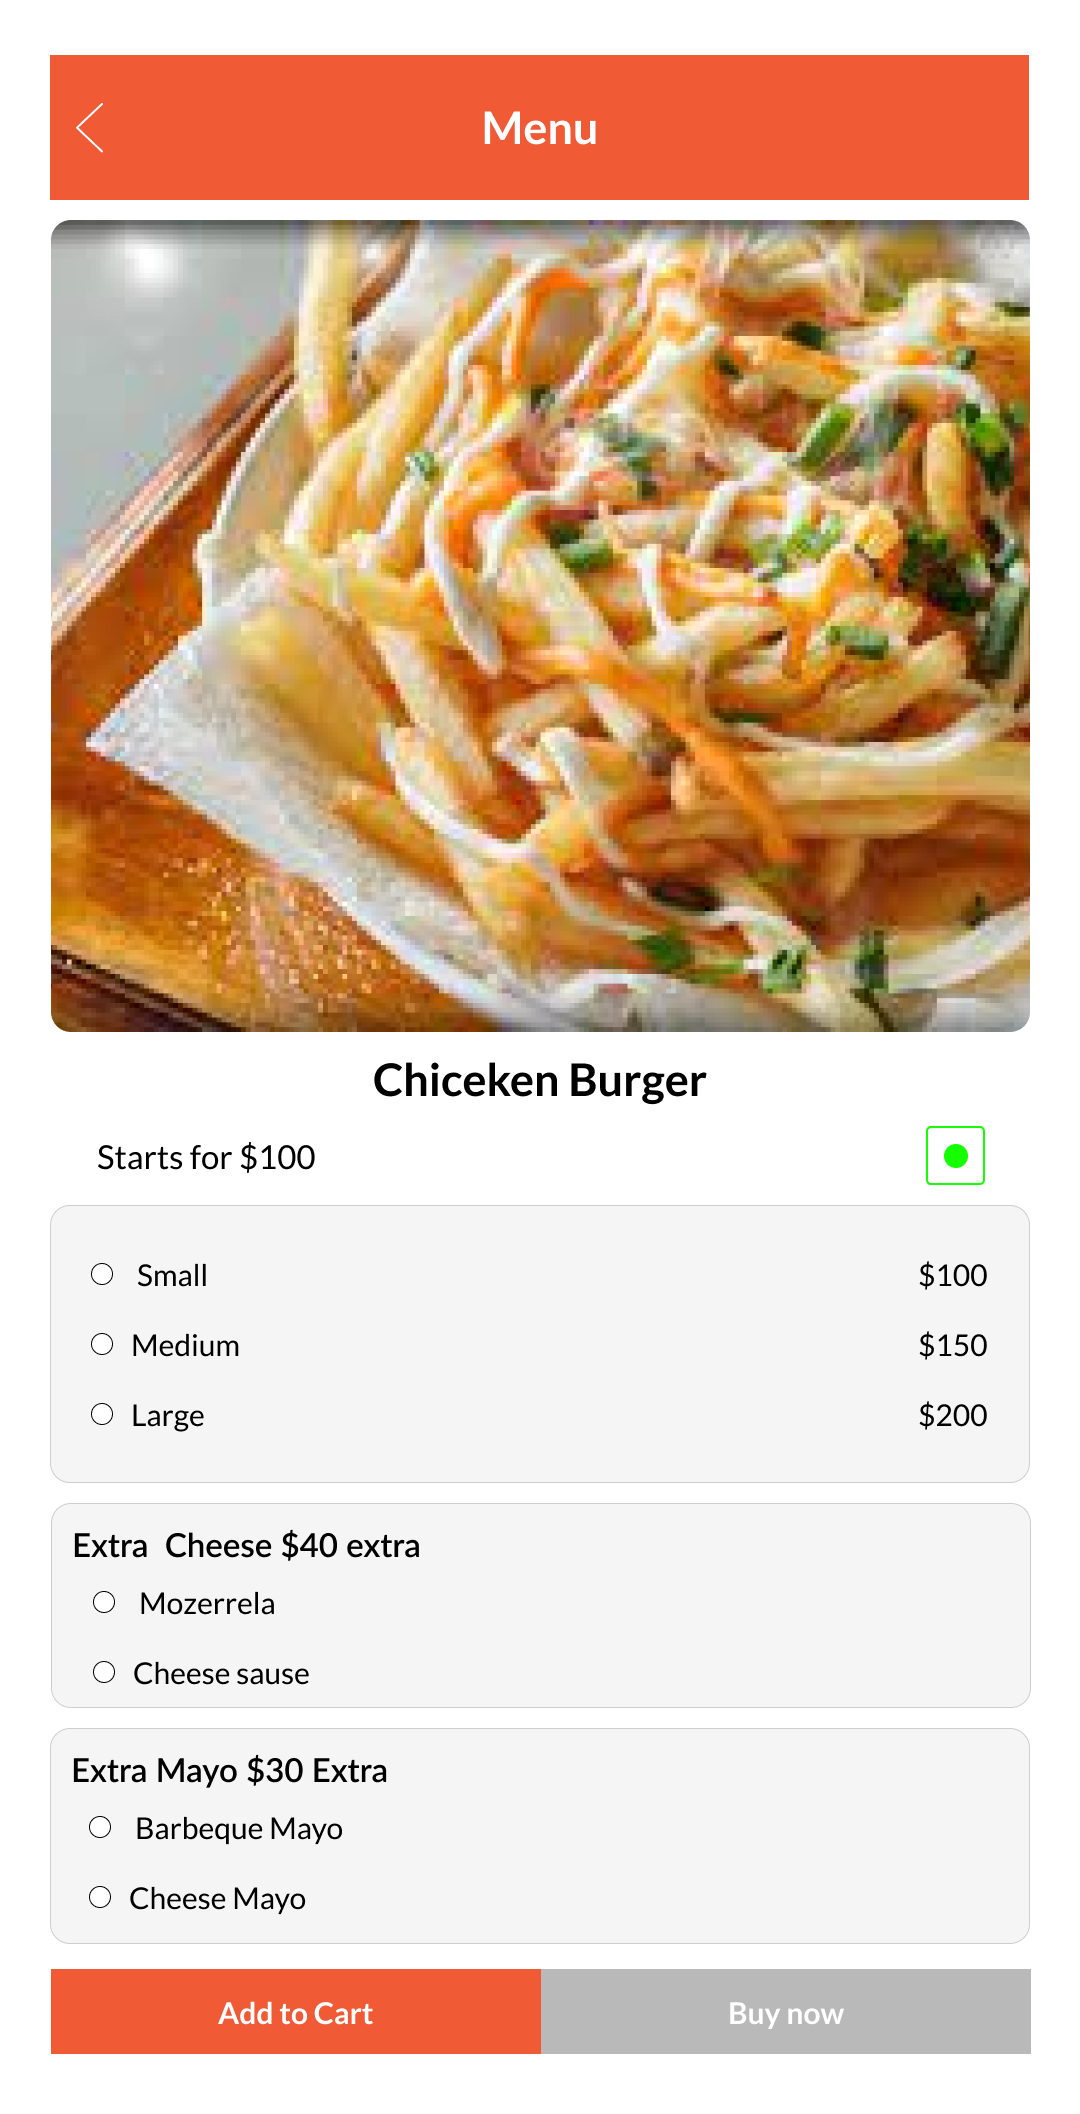 Menu
Chiceken Burger
Starts for $100
Small $100
Medium $150
Large $200
Extra Cheese $40 extra
Mozerrela
Cheese sause
Extra Mayo $30 Extra
Barbeque Mayo
Cheese Mayo
Add to Cart Buy now